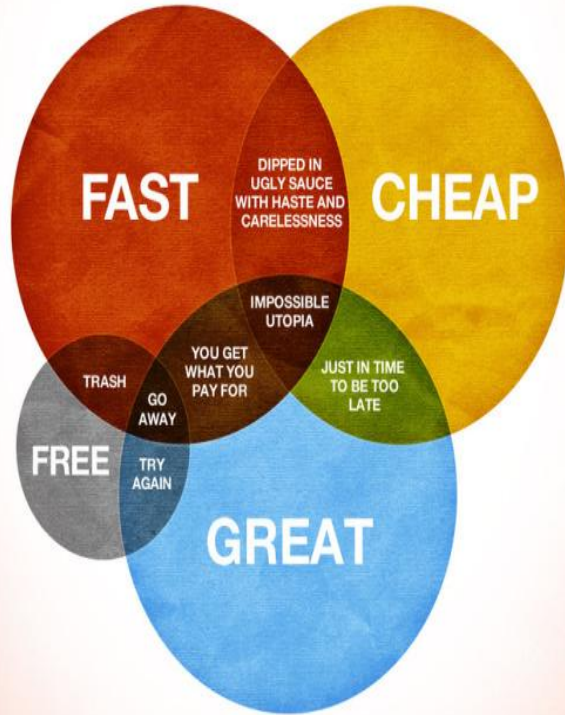 FAST
DIPPED IN
UGLY SAUCE
WITH HASTE AND
CARELESSNESS
CHEAP
IMPOSSIBLE
UTOPIA
YOU GET
WHAT YOU
PAY FOR
JUST IN TIME
TO BE TOO
LATE
TRASH
GO
AWAY
FREE
TRY
AGAIN
GREAT